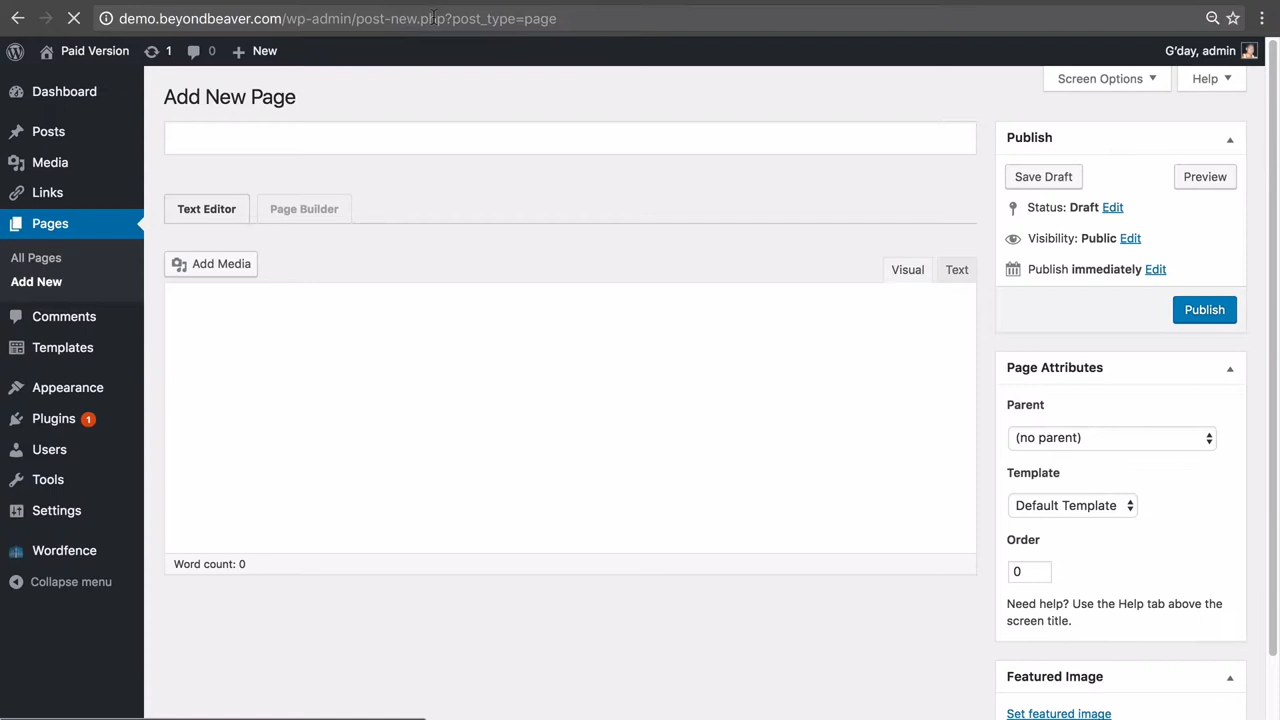 demo.beyondbeaver.com/wp-admin/post-new.php?post_type=page
Paid Version 1 0 New G'day, admin
Screen Options Help
Dashboard
Posts
Media
Links
Pages
All Pages
Add New
Comments
Templates
Appearance
Plugins 1
Users
Tools
Settings
Wordfence
Collapse menu
Add New Page
Text Editor Page Builder
Add Media
Visual Text
Word count: 0
Publish
Save Draft Preview
Status: Draft Edit
Visibility: Public Edit
Publish immediately Edit
Publish
Page Attributes
Parent
(no parent)
Template
Default Template
Order
0
Need help? Use the Help tab above the
screen title.
Featured Image
Set featured image